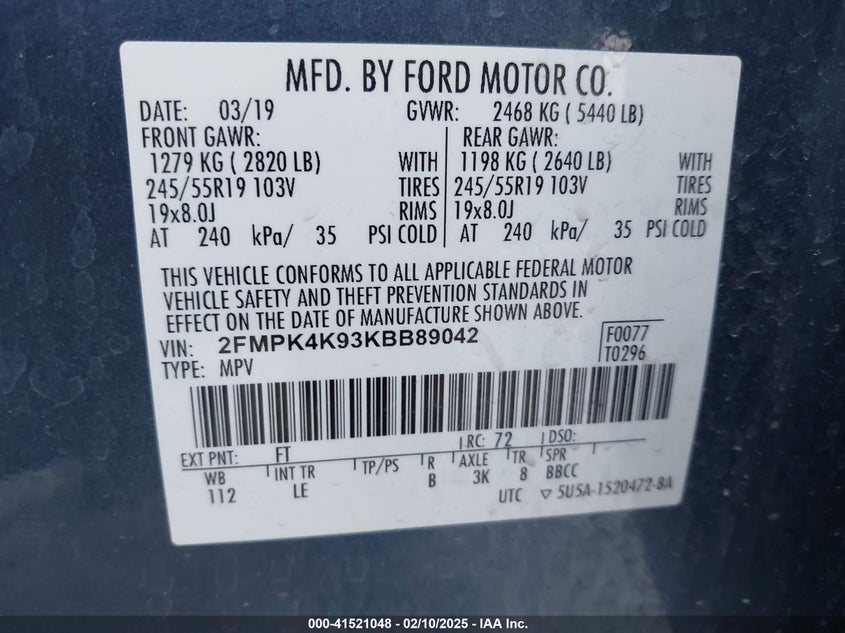 MFD. BY FORD MOTOR CO.
DATE: 03/19 GVWR: 2468 KG ( 5440 LB)
FRONT GAWR: REAR GAWR:
1279 KG ( 2820 LB) WITH 1198 KG ( 2640 LB) WITH
245/55R19 103V TIRES 245/55R19 103V TIRES
19x8.0J RIMS 19x8.0J RIMS
AT 240 kPa/ 35 PSI COLD AT 240 kPa/ 35 PSI COLD
THIS VEHICLE CONFORMS TO ALL APPLICABLE FEDERAL MOTOR
VEHICLE SAFETY AND THEFT PREVENTION STANDARDS IN
EFFECT ON THE DATE OF MANUFACTURE SHOWN ABOVE.
VIN: 2FMPK4K93KBB89042 F0077
TYPE: MPV T0296
EXT PNT: FT RC: 72 DSO:
WB INT TR TP/PS R AXLE TR SPR
112 LE B 3K 8 BBCC
UTC ▽ 5U5A-1520472-BA
000-41521048 - 02/10/2025 - IAA Inc.